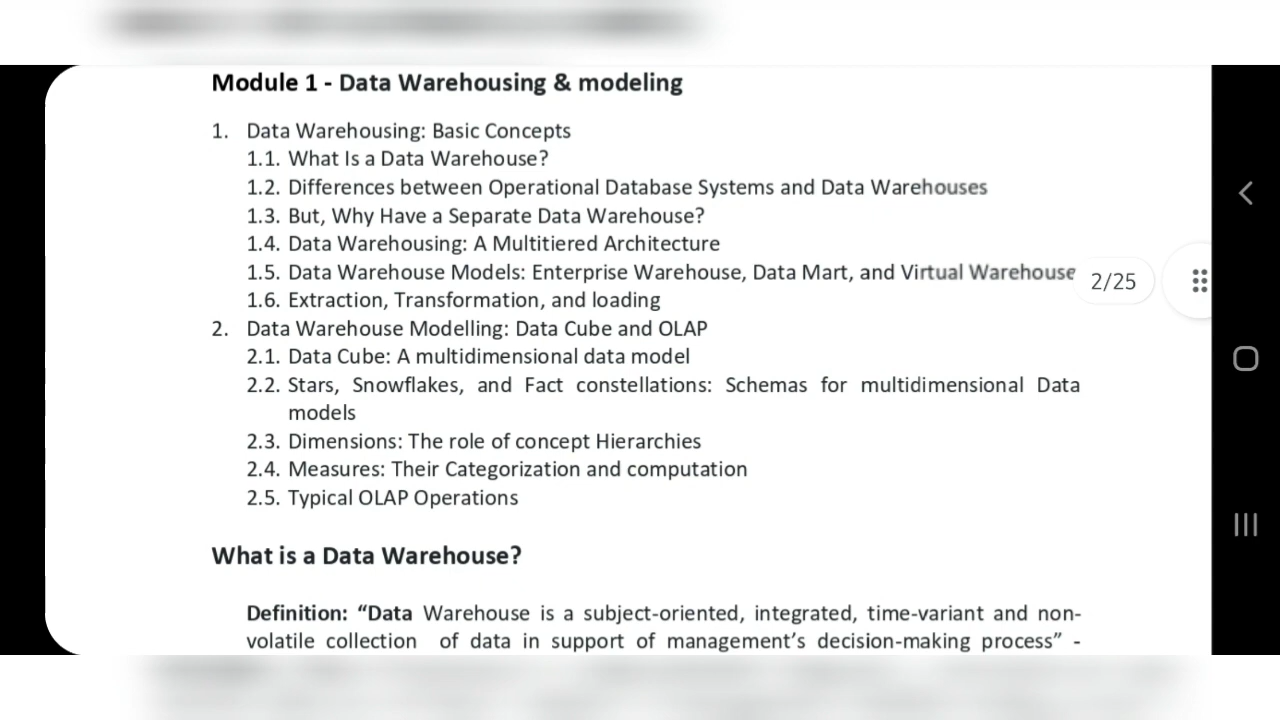 Module 1 - Data Warehousing & modeling
1. Data Warehousing: Basic Concepts
1.1. What Is a Data Warehouse?
1.2. Differences between Operational Database Systems and Data Warehouses
1.3. But, Why Have a Separate Data Warehouse?
1.4. Data Warehousing: A Multitiered Architecture
1.5. Data Warehouse Models: Enterprise Warehouse, Data Mart, and Virtual Warehouse
2/25
1.6. Extraction, Transformation, and loading
2. Data Warehouse Modelling: Data Cube and OLAP
2.1. Data Cube: A multidimensional data model
2.2. Stars, Snowflakes, and Fact constellations: Schemas for multidimensional Data
models
2.3. Dimensions: The role of concept Hierarchies
2.4. Measures: Their Categorization and computation
2.5. Typical OLAP Operations
What is a Data Warehouse?
Definition: “Data Warehouse is a subject-oriented, integrated, time-variant and non-
volatile collection of data in support of management’s decision-making process” -